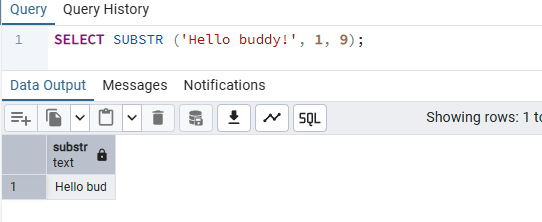 Query Query History
1 SELECT SUBSTR ('Hello buddy!', 1, 9);
Data Output Messages Notifications
SQL Showing rows: 1 to
substr
text
1 Hello bud